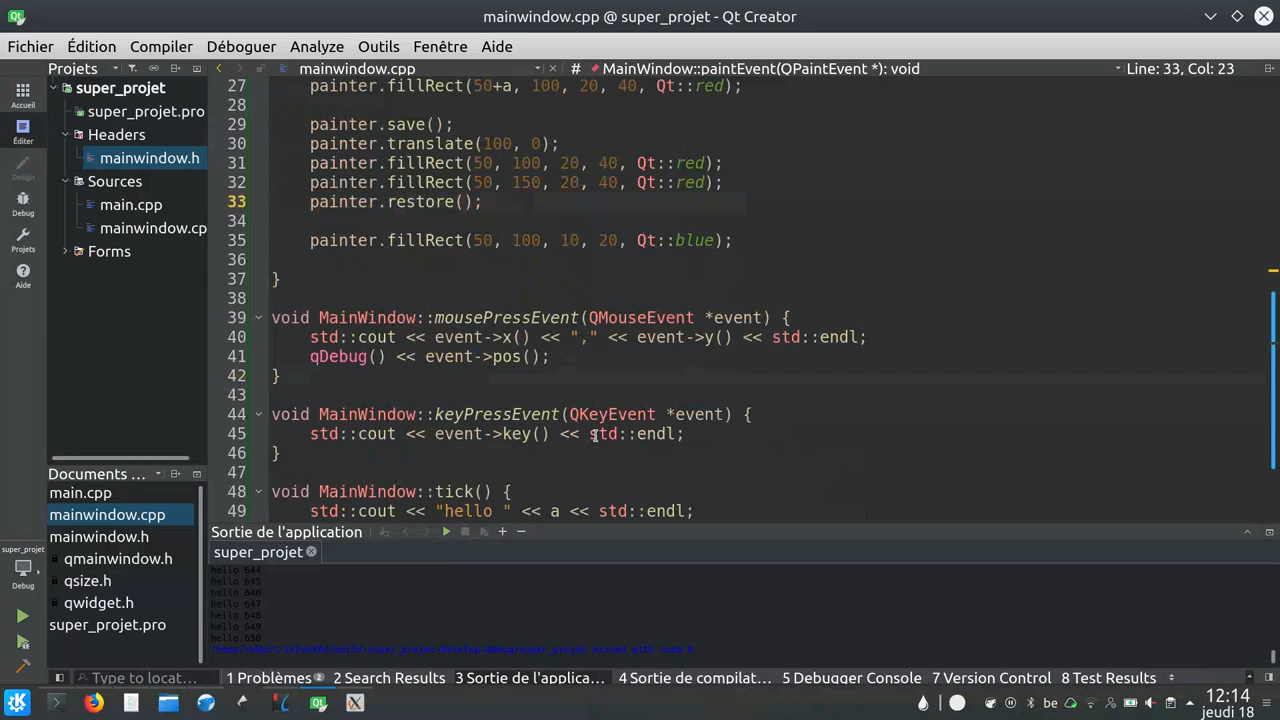 mainwindow.cpp @ super_projet - Qt Creator
Fichier Édition Compiler Déboguer Analyze Outils Fenêtre Aide
Projets mainwindow.cpp # MainWindow::paintEvent(QPaintEvent *): void Line: 33, Col: 23
Accueil
Éditer
Design
Debug
Projets
Aide
super_projet
Debug
super_projet
super_projet.pro
Headers
mainwindow.h
Sources
main.cpp
mainwindow.cp
Forms
Documents ...
main.cpp
mainwindow.cpp
mainwindow.h
qmainwindow.h
qsize.h
qwidget.h
super_projet.pro
27 painter.fillRect(50+a, 100, 20, 40, Qt::red);
28
29 painter.save();
30 painter.translate(100, 0);
31 painter.fillRect(50, 100, 20, 40, Qt::red);
32 painter.fillRect(50, 150, 20, 40, Qt::red);
33 painter.restore();
34
35 painter.fillRect(50, 100, 10, 20, Qt::blue);
36
37 }
38
39 void MainWindow::mousePressEvent(QMouseEvent *event) {
40 std::cout << event->x() << "," << event->y() << std::endl;
41 qDebug() << event->pos();
42 }
43
44 void MainWindow::keyPressEvent(QKeyEvent *event) {
45 std::cout << event->key() << std::endl;
46 }
47
48 void MainWindow::tick() {
49 std::cout << "hello " << a << std::endl;
Sortie de l'application
super_projet
hello 644
hello 645
hello 646
hello 647
hello 648
hello 649
hello 650
Type to locat... 1 Problèmes 2 2 Search Results 3 Sortie de l'applica... 4 Sortie de compilat... 5 Debugger Console 7 Version Control 8 Test Results
be
12:14
jeudi 18